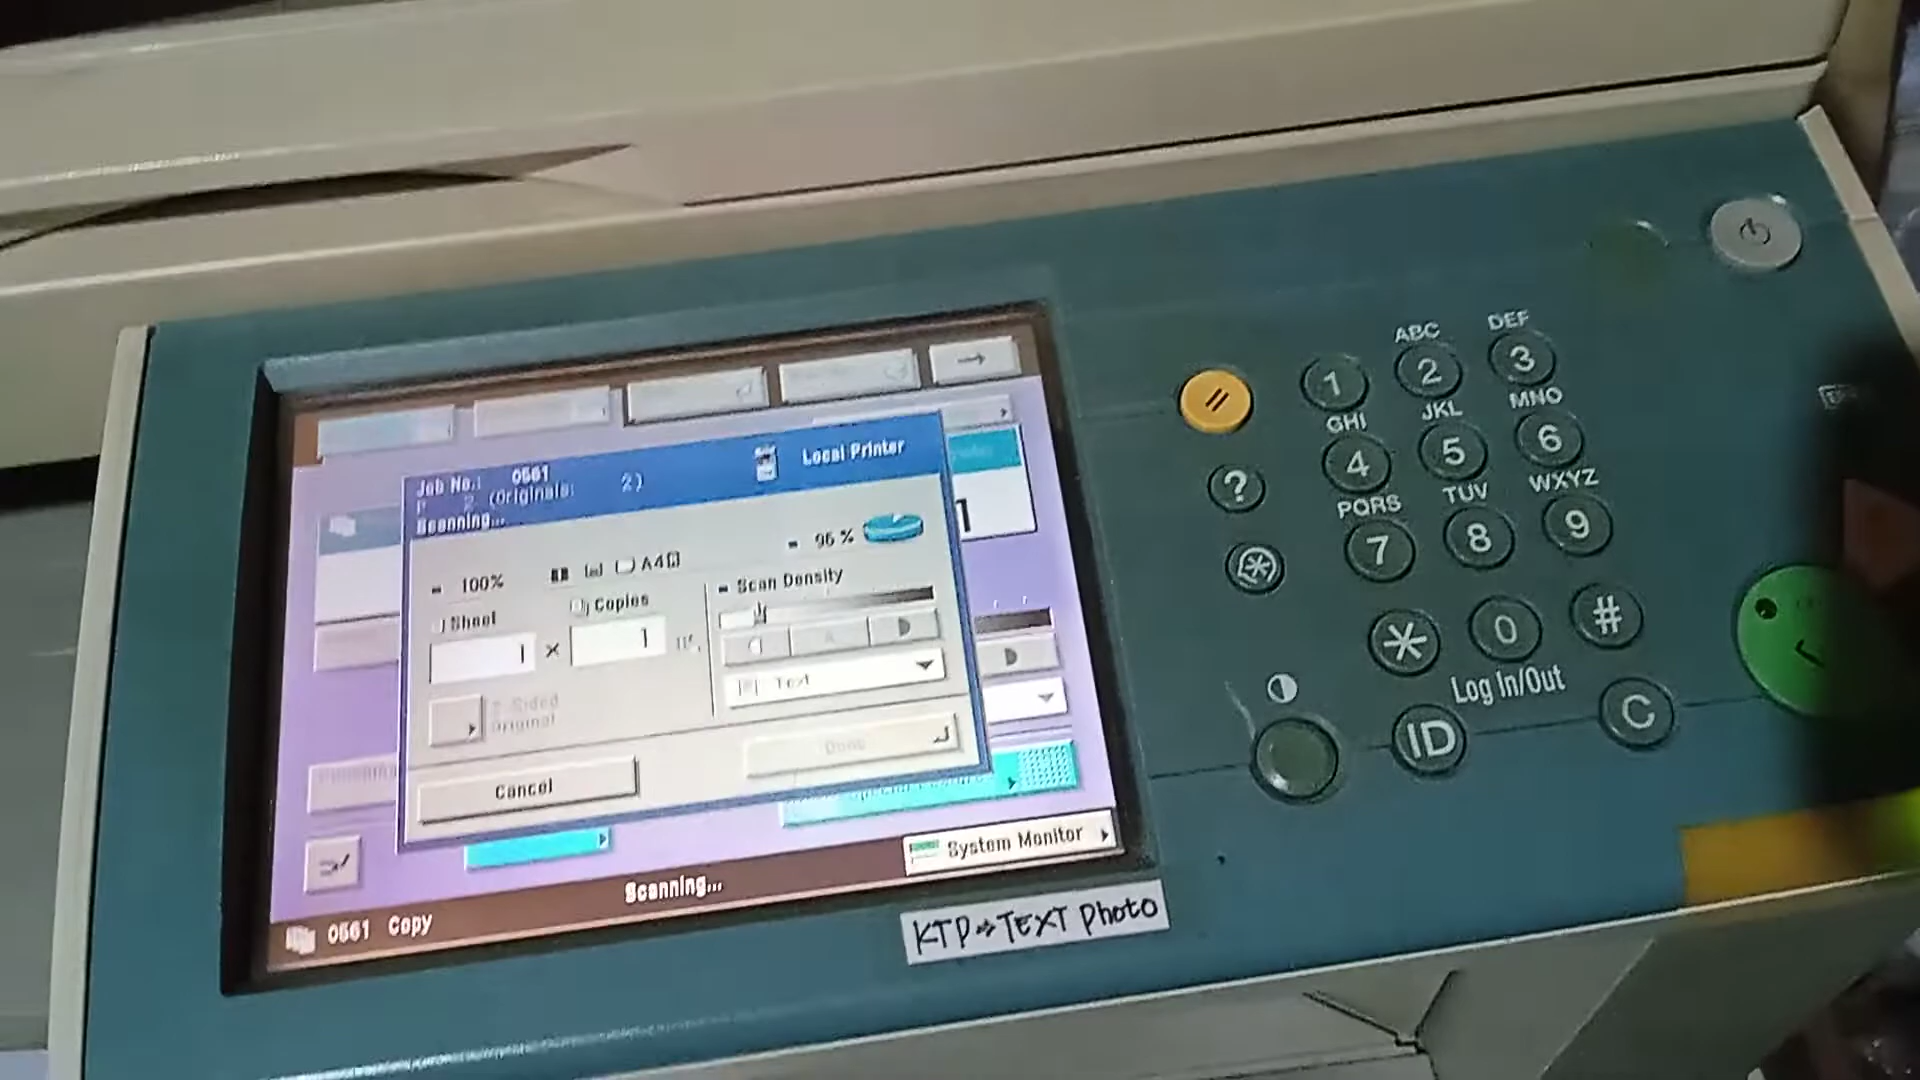 Job No.: 0561
P 2 (Originals: 2)
Scanning...
Local Printer
96 %
100%
A4
Sheet
Copies
1 × 1
Scan Density
Text
2-Sided
Original
Done
Cancel
1
System Monitor
Scanning...
0561 Copy
KTP→TEXT Photo
1
ABC
2
DEF
3
GHI
4
JKL
5
MNO
6
PQRS
7
TUV
8
WXYZ
9
?
*
0
#
Log In/Out
ID
C